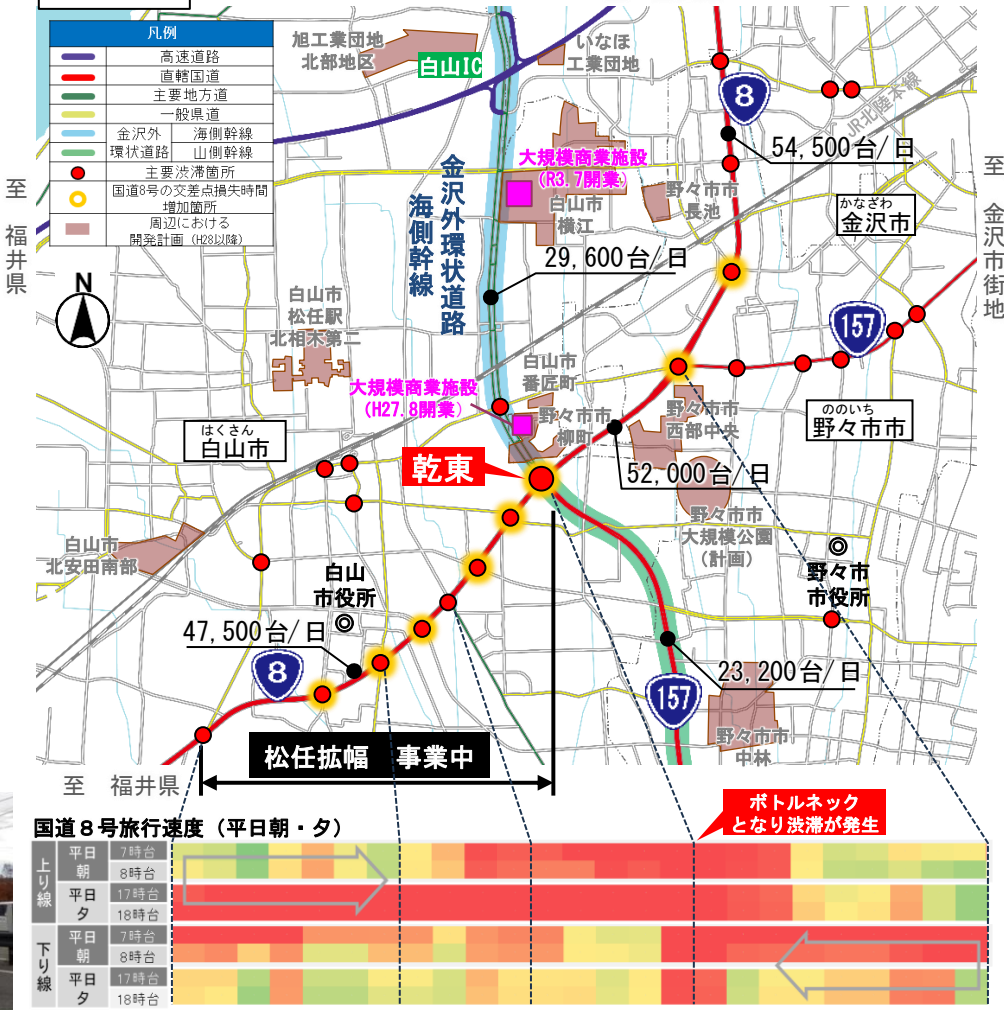 凡例
高速道路
直轄国道
主要地方道
一般県道
金沢外
環状道路
海側幹線
山側幹線
主要渋滞箇所
国道8号の交差点損失時間
増加箇所
周辺における
開発計画（H28以降）
旭工業団地
北部地区
白山IC
いなほ
工業団地
8
JR北陸本線
54,500台/日
大規模商業施設
（R3.7開業）
白山市
横江
野々市市
長池
かなざわ
金沢市
至 金沢市街地
至 福井県
金沢外環状道路
海側幹線
29,600台/日
N
157
白山市
松任駅
北相木第二
白山市
番匠町
大規模商業施設
（H27.8開業）
野々市市
柳町
野々市市
西部中央
ののいち
野々市市
はくさん
白山市
乾東
52,000台/日
野々市市
大規模公園
（計画）
白山市
北安田南部
白山
市役所
野々市
市役所
47,500台/日
8
23,200台/日
157
野々市市
中林
松任拡幅　事業中
至 福井県
ボトルネック
となり渋滞が発生
国道８号旅行速度（平日朝・夕）
上り線
平日
朝
7時台
8時台
平日
夕
17時台
18時台
下り線
平日
朝
7時台
8時台
平日
夕
17時台
18時台